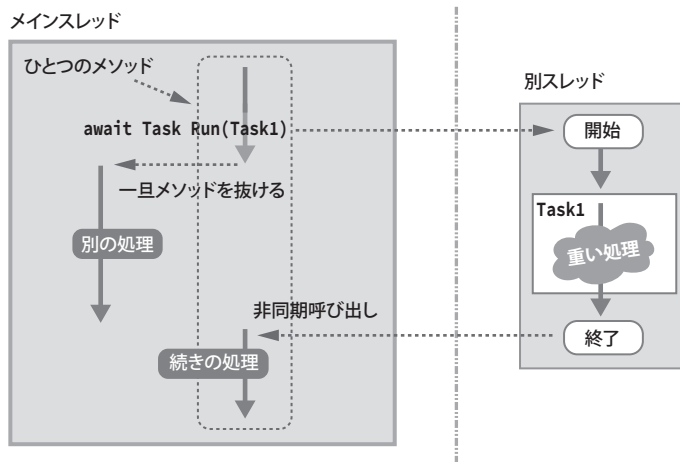 メインスレッド
ひとつのメソッド
await Task Run(Task1)
一旦メソッドを抜ける
別の処理
非同期呼び出し
続きの処理
別スレッド
開始
Task1
重い処理
終了